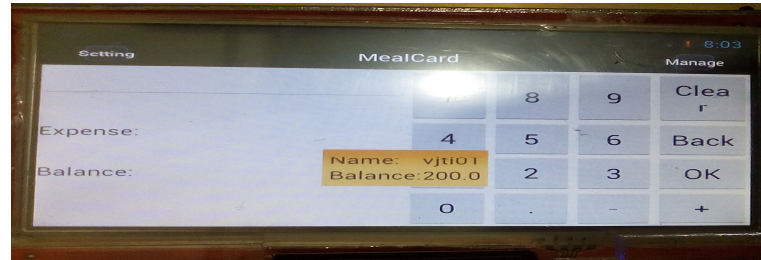 8:03
Setting MealCard Manage
8 9 Clea
r
Expense:
4 5 6 Back
Name: vjti01
Balance: Balance:200.0 2 3 OK
0 . - +